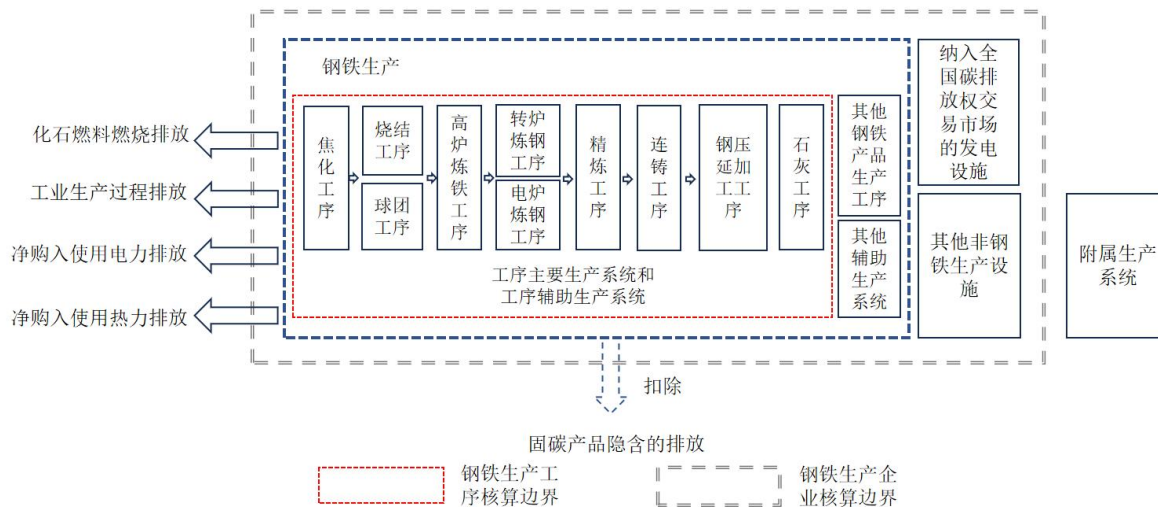 钢铁生产
化石燃料燃烧排放
工业生产过程排放
净购入使用电力排放
净购入使用热力排放
焦
化
工
序
烧结
工序
球团
工序
高
炉
炼
铁
工
序
转炉
炼钢
工序
电炉
炼钢
工序
精
炼
工
序
连
铸
工
序
钢压
延加
工工
序
石
灰
工
序
工序主要生产系统和
工序辅助生产系统
其他
钢铁
产品
生产
工序
其他
辅助
生产
系统
纳入全
国碳排
放权交
易市场
的发电
设施
其他非钢
铁生产设
施
附属生产
系统
扣除
固碳产品隐含的排放
钢铁生产工
序核算边界
钢铁生产企
业核算边界